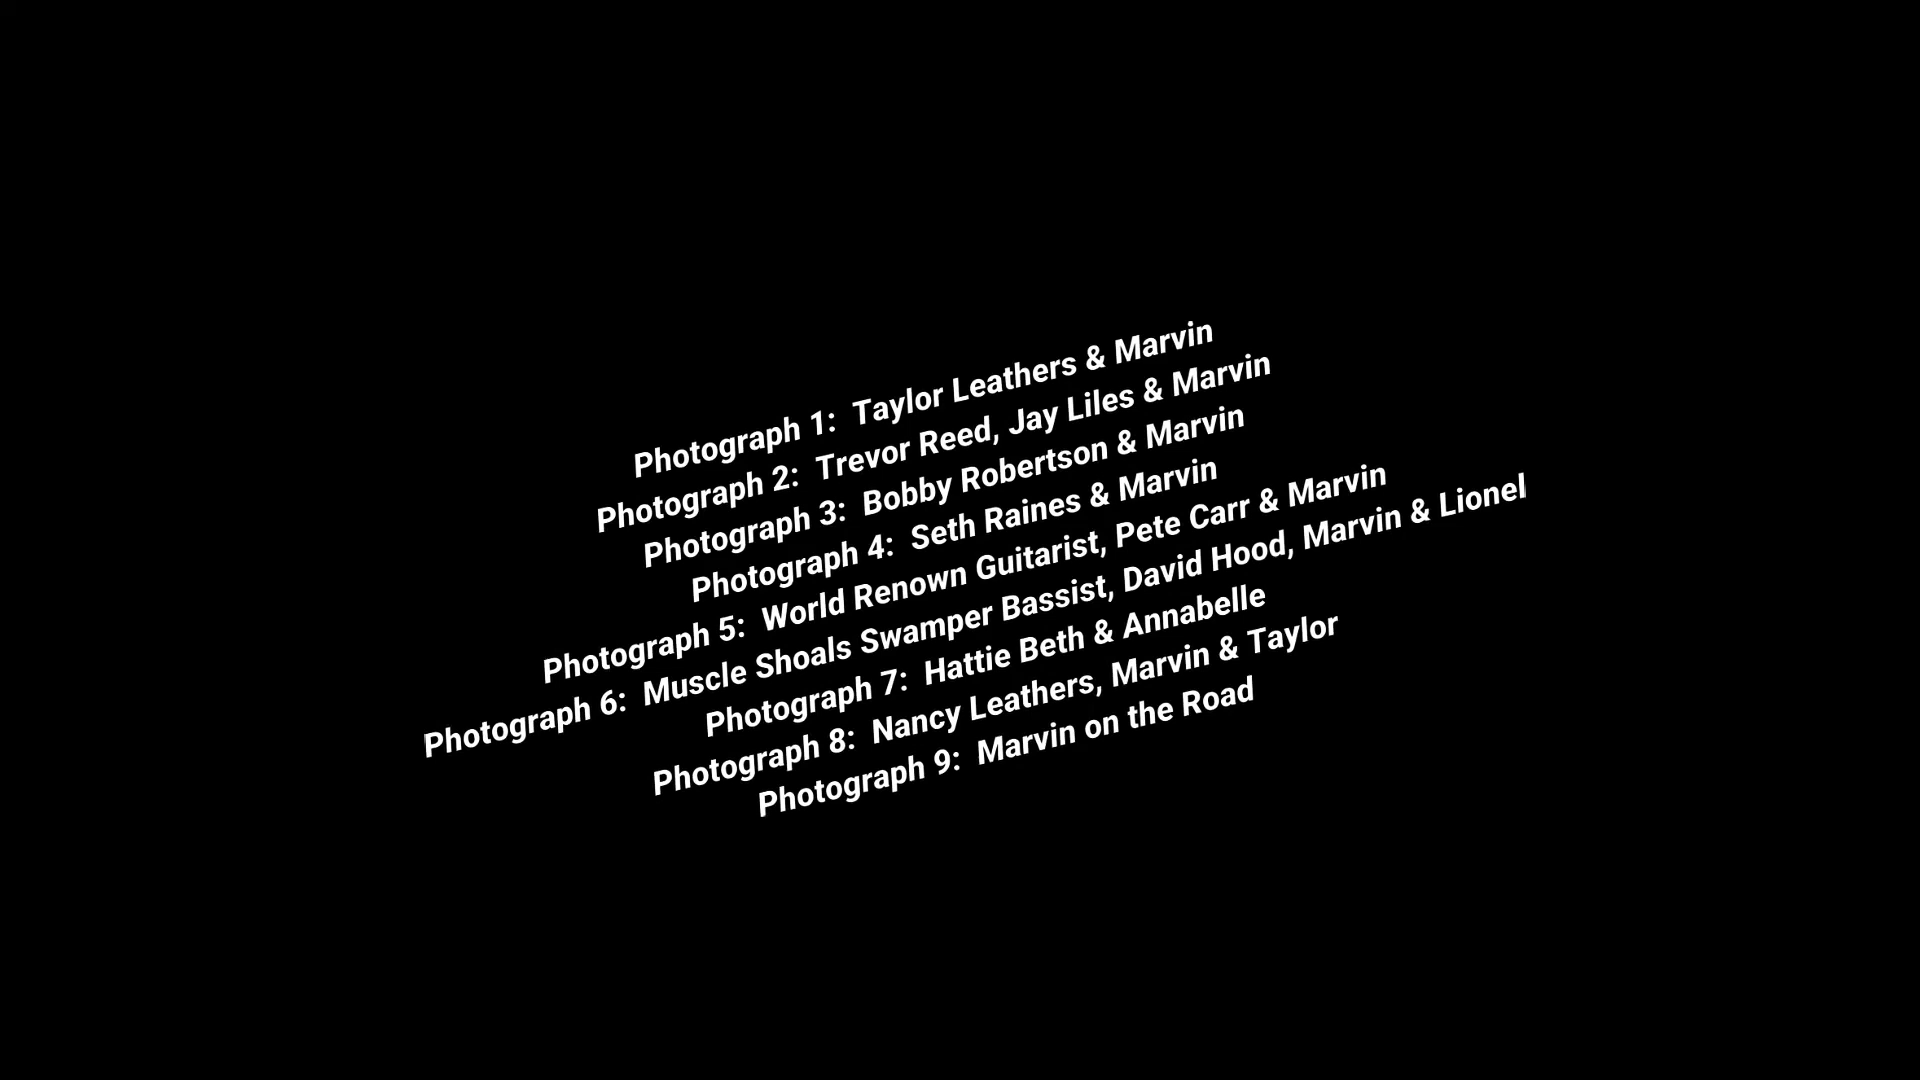 Photograph 1:  Taylor Leathers & Marvin
Photograph 2:  Trevor Reed, Jay Liles & Marvin
Photograph 3:  Bobby Robertson & Marvin
Photograph 4:  Seth Raines & Marvin
Photograph 5:  World Renown Guitarist, Pete Carr & Marvin
Photograph 6:  Muscle Shoals Swamper Bassist, David Hood, Marvin & Lionel
Photograph 7:  Hattie Beth & Annabelle
Photograph 8:  Nancy Leathers, Marvin & Taylor
Photograph 9:  Marvin on the Road